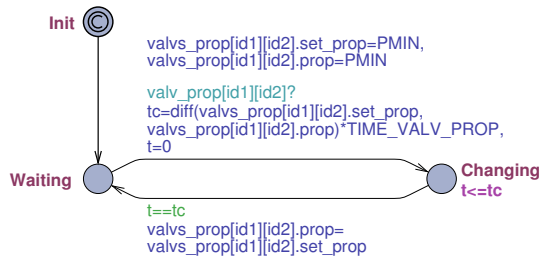 Init
C
valvs_prop[id1][id2].set_prop=PMIN,
valvs_prop[id1][id2].prop=PMIN
valv_prop[id1][id2]?
tc=diff(valvs_prop[id1][id2].set_prop,
valvs_prop[id1][id2].prop)*TIME_VALV_PROP,
t=0
Waiting
Changing
t<=tc
t==tc
valvs_prop[id1][id2].prop=
valvs_prop[id1][id2].set_prop